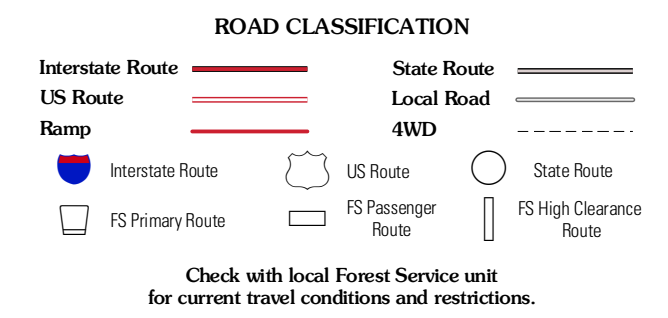 ROAD CLASSIFICATION
Interstate Route
State Route
US Route
Local Road
Ramp
4WD
Interstate Route
US Route
State Route
FS Primary Route
FS Passenger
Route
FS High Clearance
Route
Check with local Forest Service unit
for current travel conditions and restrictions.